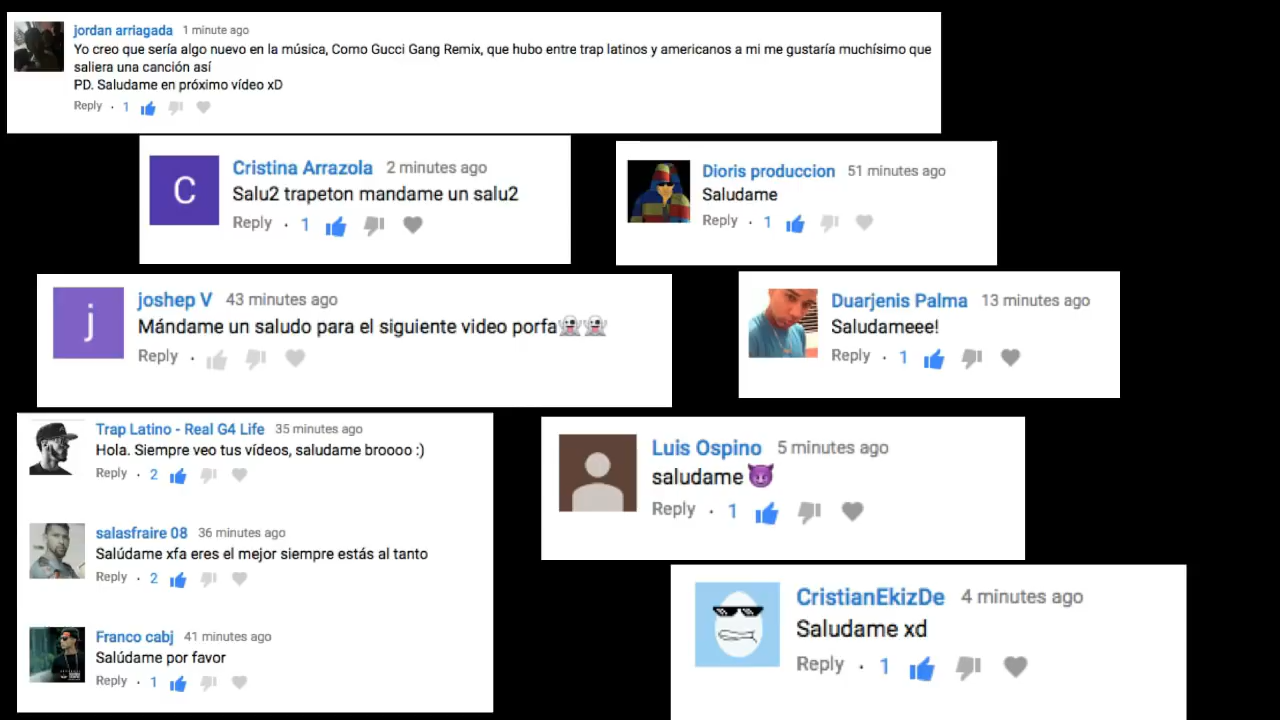 jordan arriagada 1 minute ago
Yo creo que sería algo nuevo en la música, Como Gucci Gang Remix, que hubo entre trap latinos y americanos a mi me gustaría muchísimo que
saliera una canción así
PD. Saludame en próximo vídeo xD
Reply · 1
C
Cristina Arrazola 2 minutes ago
Salu2 trapeton mandame un salu2
Reply · 1
Dioris produccion 51 minutes ago
Saludame
Reply · 1
j
joshep V 43 minutes ago
Mándame un saludo para el siguiente video porfa👻👻
Reply ·
Duarjenis Palma 13 minutes ago
Saludameee!
Reply · 1
Trap Latino - Real G4 Life 35 minutes ago
Hola. Siempre veo tus vídeos, saludame broooo :)
Reply · 2
salasfraire 08 36 minutes ago
Salúdame xfa eres el mejor siempre estás al tanto
Reply · 2
Franco cabj 41 minutes ago
Salúdame por favor
Reply · 1
Luis Ospino 5 minutes ago
saludame😈
Reply · 1
CristianEkizDe 4 minutes ago
Saludame xd
Reply · 1